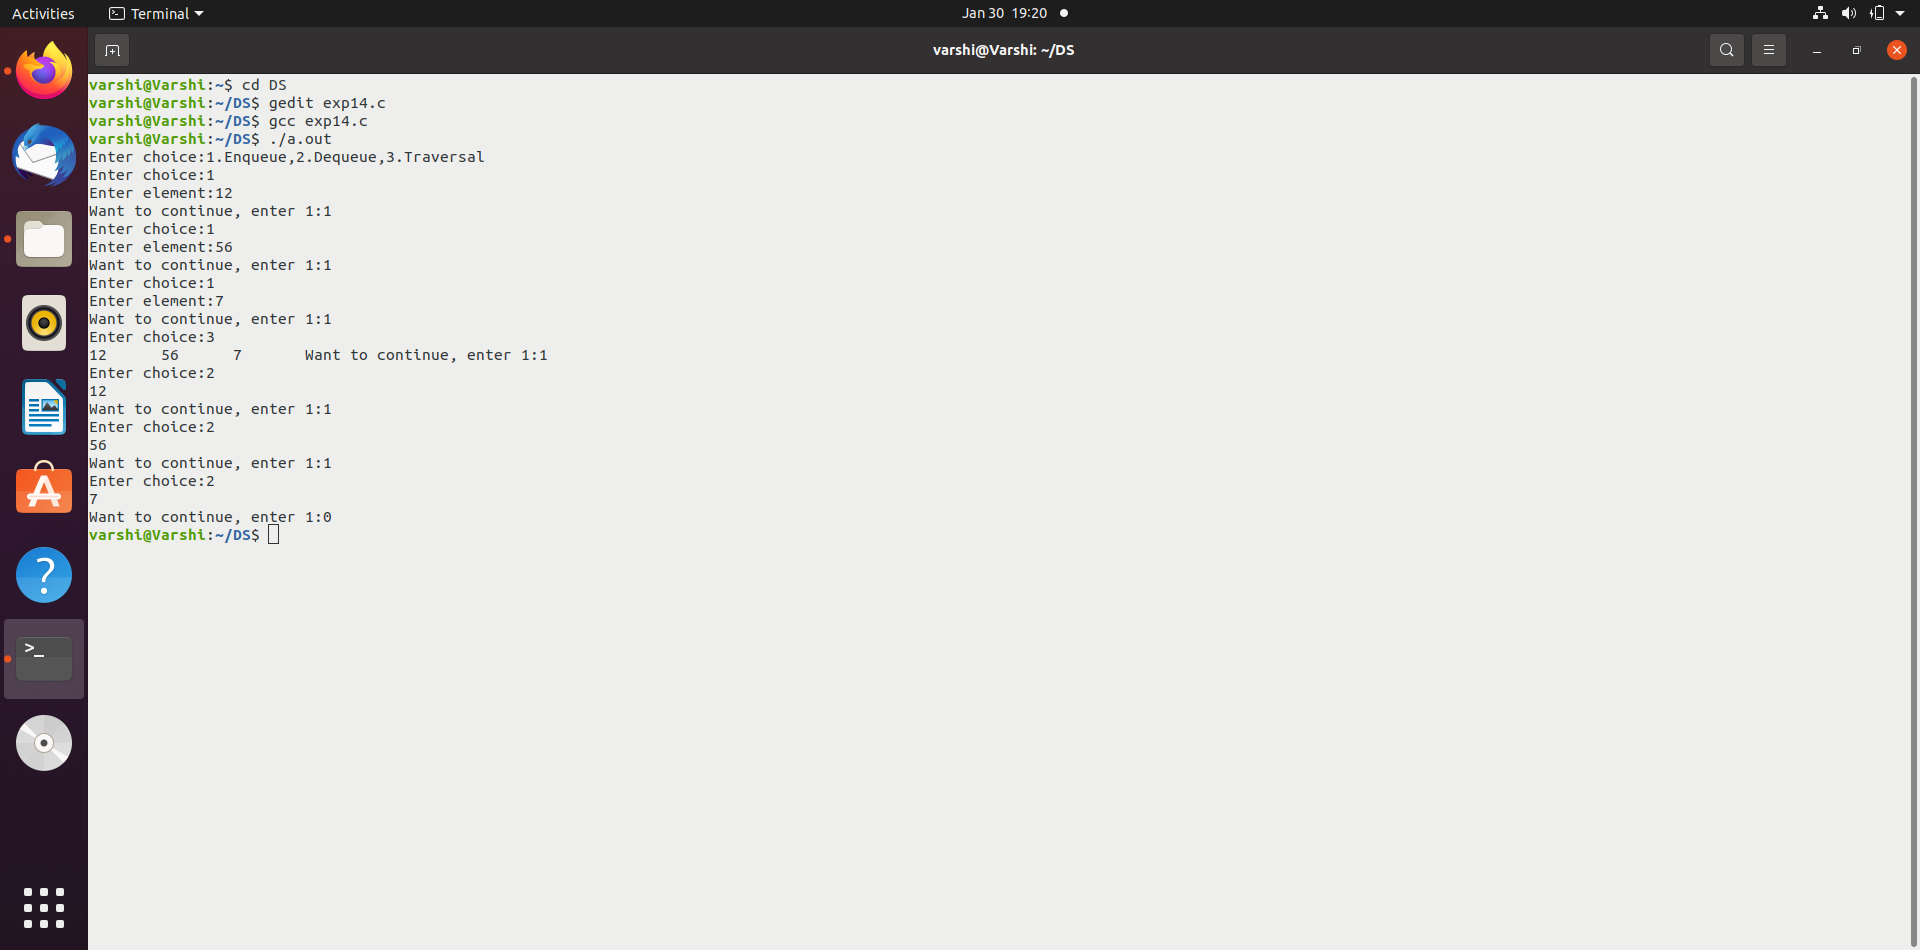 Activities Terminal Jan 30 19:20
varshi@Varshi: ~/DS
varshi@Varshi:~$ cd DS
varshi@Varshi:~/DS$ gedit exp14.c
varshi@Varshi:~/DS$ gcc exp14.c
varshi@Varshi:~/DS$ ./a.out
Enter choice:1.Enqueue,2.Dequeue,3.Traversal
Enter choice:1
Enter element:12
Want to continue, enter 1:1
Enter choice:1
Enter element:56
Want to continue, enter 1:1
Enter choice:1
Enter element:7
Want to continue, enter 1:1
Enter choice:3
12      56      7       Want to continue, enter 1:1
Enter choice:2
12
Want to continue, enter 1:1
Enter choice:2
56
Want to continue, enter 1:1
Enter choice:2
7
Want to continue, enter 1:0
varshi@Varshi:~/DS$